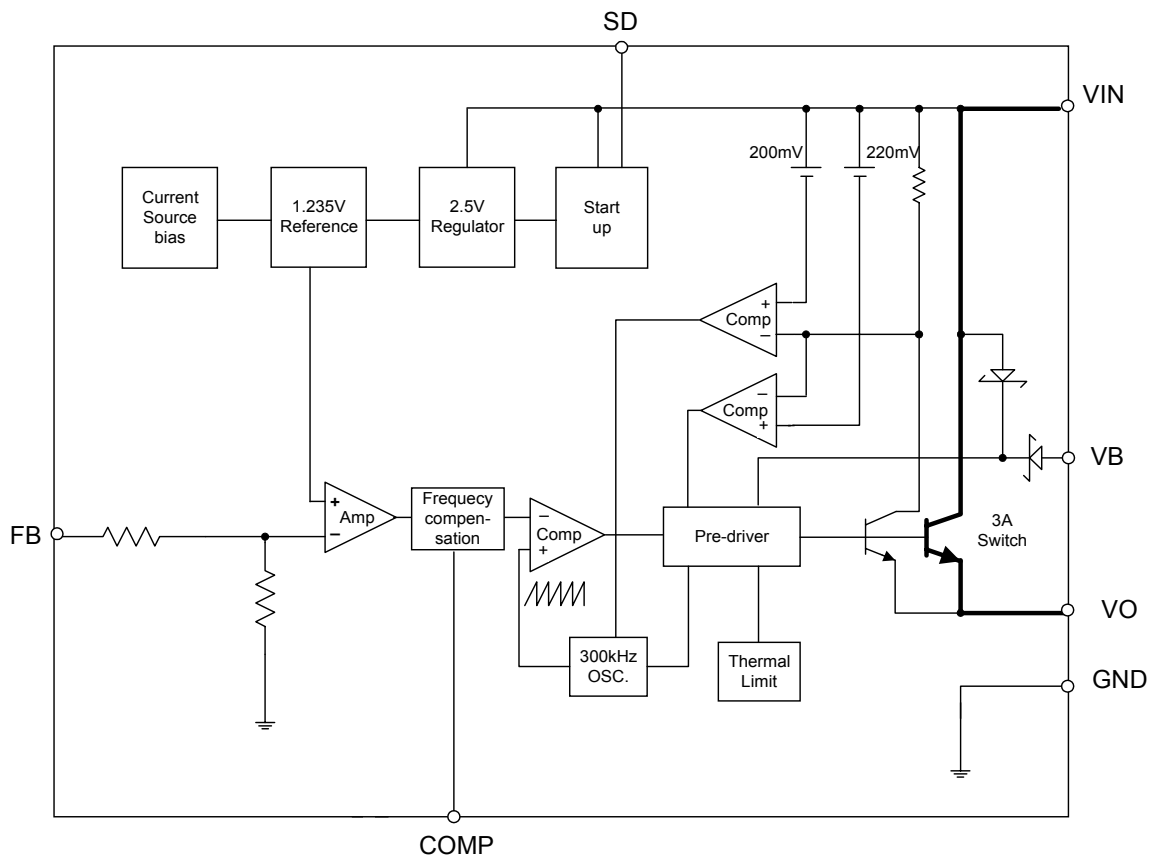 SD
VIN
200mV
220mV
Current
Source
bias
1.235V
Reference
2.5V
Regulator
Start
up
+
Comp
−
−
Comp
+
VB
FB
+
Amp
−
Frequecy
compen-
sation
−
Comp
+
Pre-driver
3A
Switch
VO
300kHz
OSC.
Thermal
Limit
GND
COMP